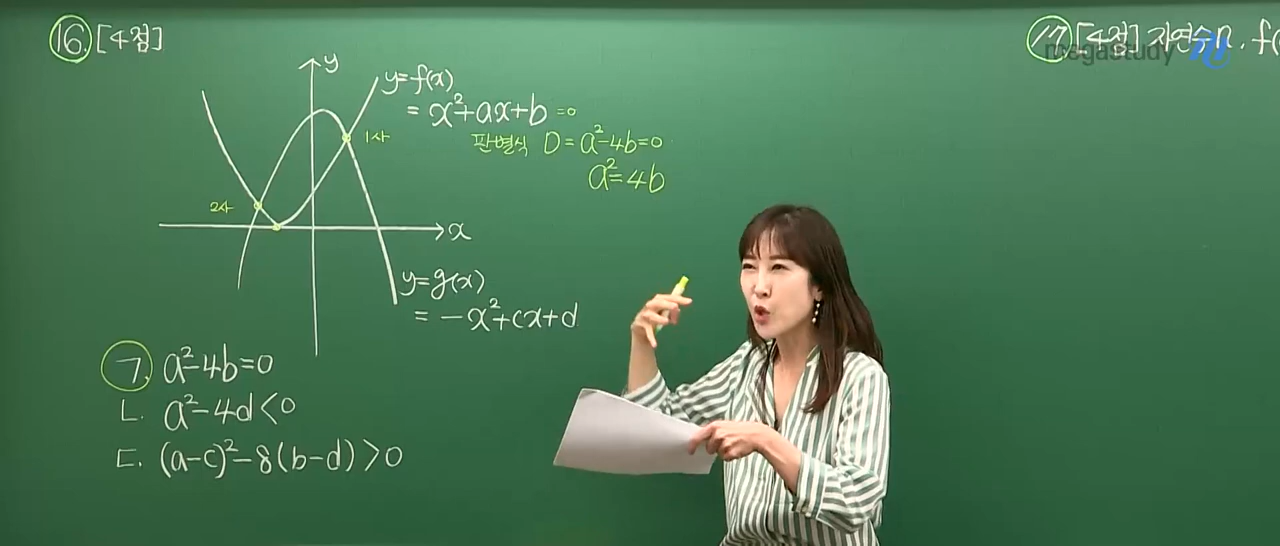 16. [4점]
17 [4점] 자연수 n. f(
megastudy
y
y=f(x)
= x²+ax+b =0
판별식 D=a²-4b=0
a²=4b
1사
2사
x
y=g(x)
= -x²+cx+d
ㄱ. a²-4b=0
ㄴ. a²-4d<0
ㄷ. (a-c)²-8(b-d)>0